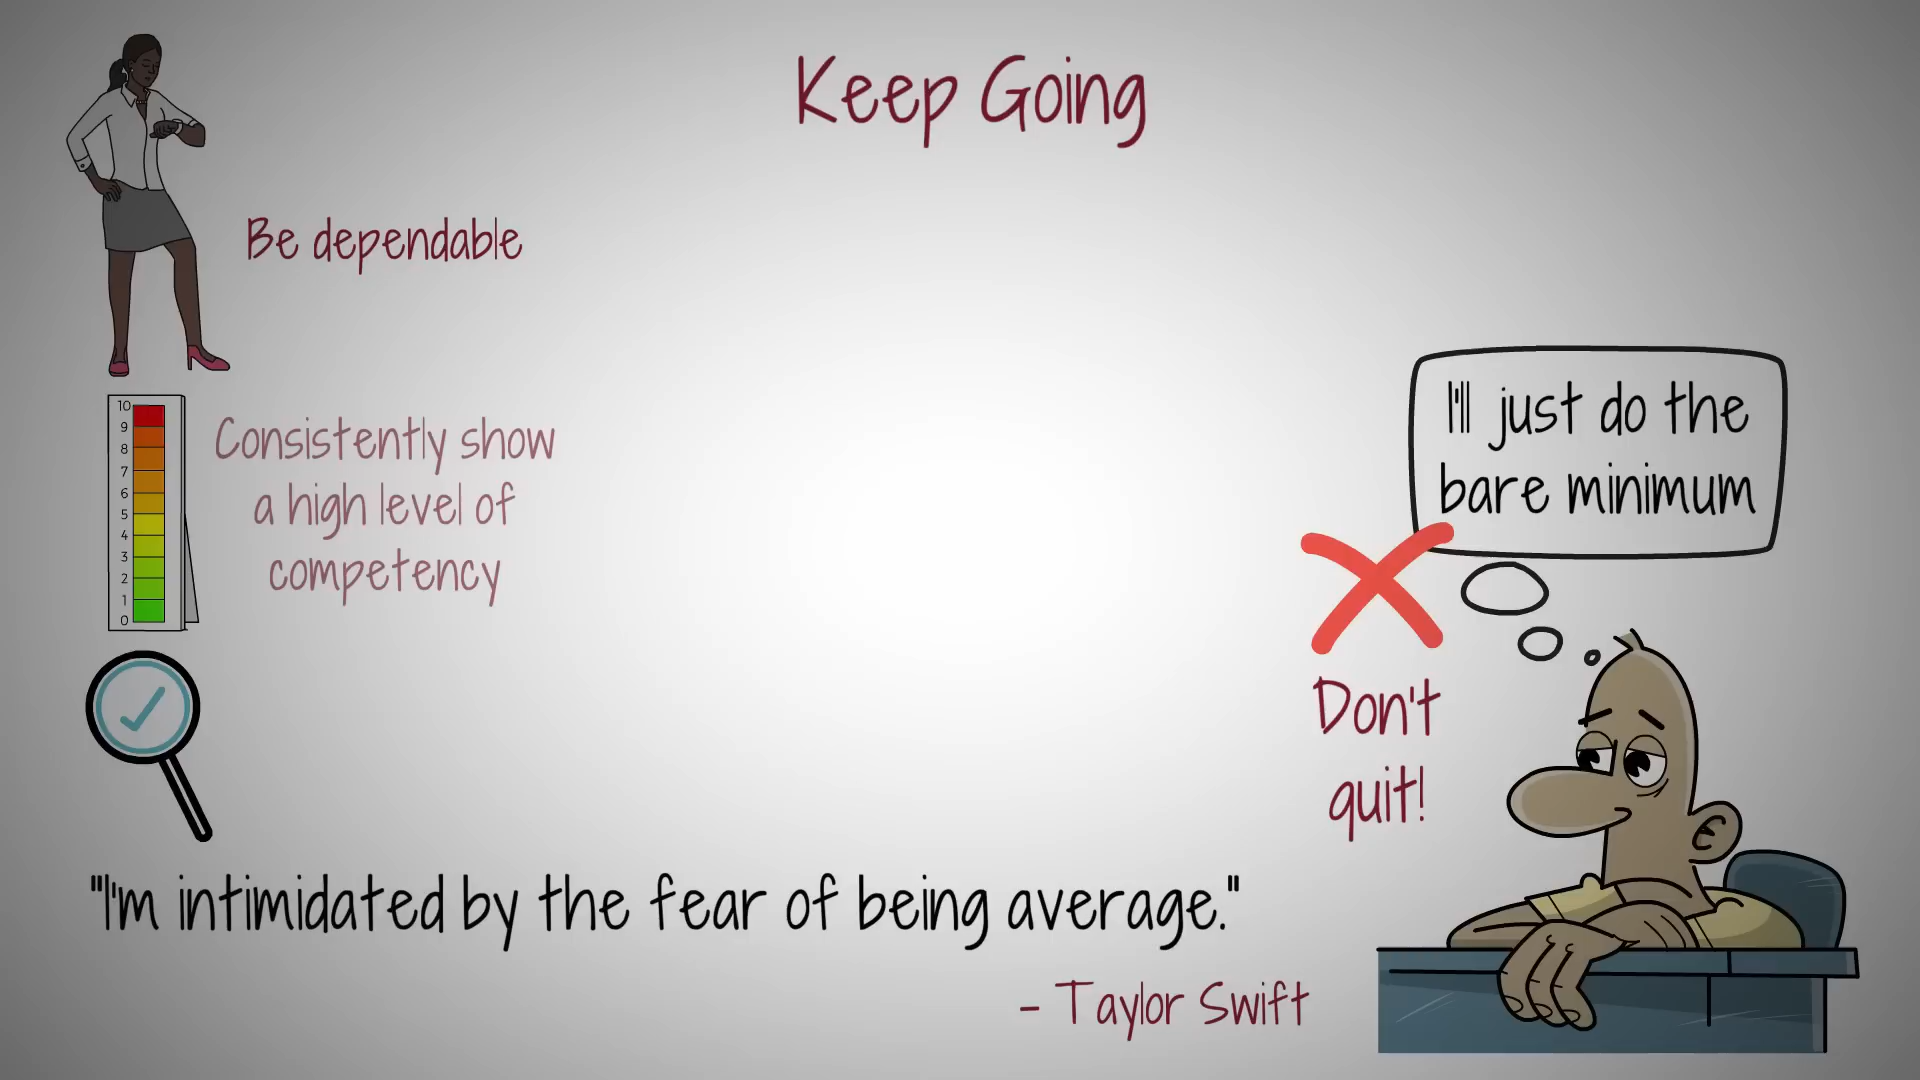 Keep Going
Be dependable
10
9
8
7
6
5
4
3
2
1
0
Consistently show
a high level of
competency
I'll just do the
bare minimum
Don't
quit!
"I'm intimidated by the fear of being average."
- Taylor Swift